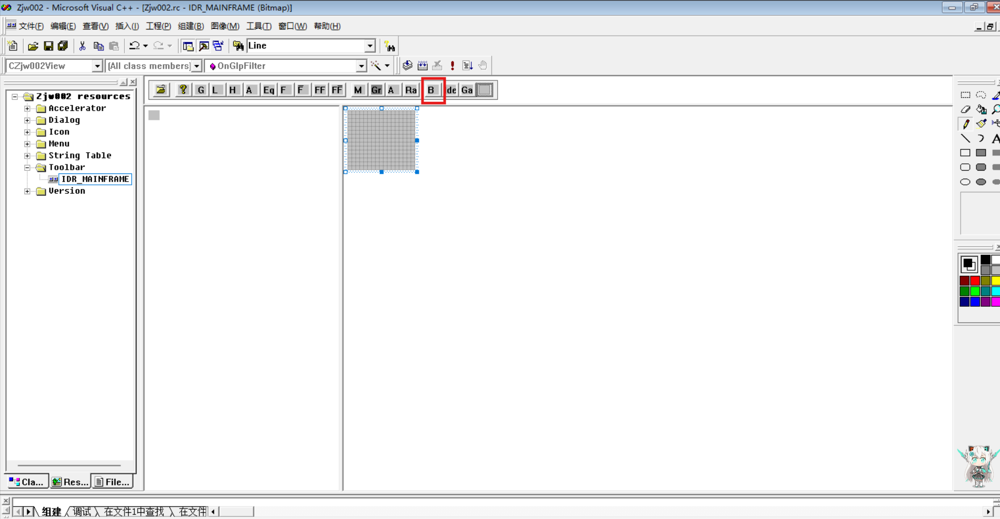 Zjw002 - Microsoft Visual C++ - [Zjw002.rc - IDR_MAINFRAME (Bitmap)]
文件(F) 编辑(E) 查看(V) 插入(I) 工程(P) 组建(B) 图像(M) 工具(T) 窗口(W) 帮助(H)
Line
CZjw002View [All class members] OnGlpFilter
G L H A Eq F F FF FF M Gr A Ra B de Ga
Zjw002 resources
Accelerator
Dialog
Icon
Menu
String Table
Toolbar
IDR_MAINFRAME
Version
A
Cla... Res... File...
组建 调试 在文件1中查找 在文件